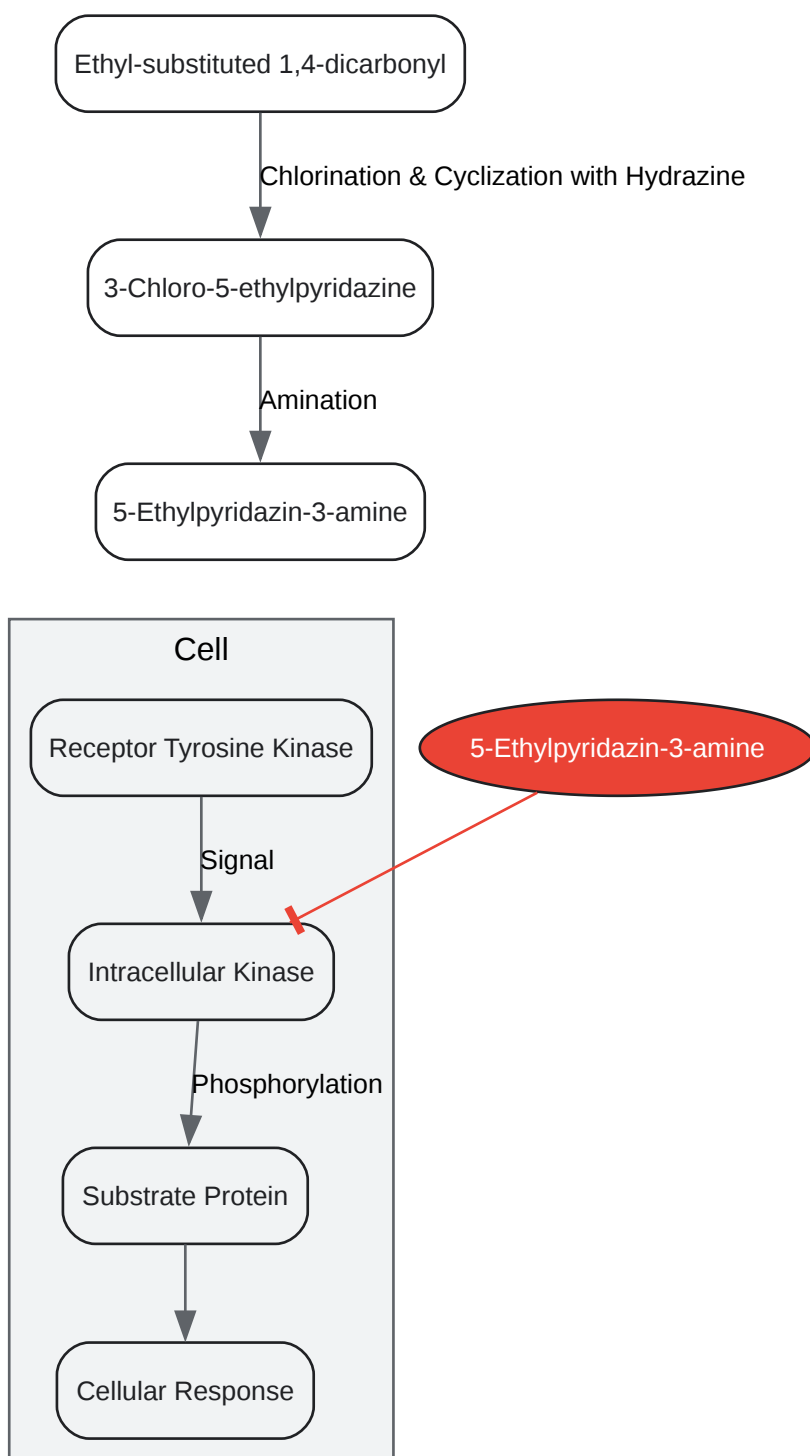 Ethyl-substituted 1,4-dicarbonyl
Chlorination & Cyclization with Hydrazine
3-Chloro-5-ethylpyridazine
Amination
5-Ethylpyridazin-3-amine
Cell
Receptor Tyrosine Kinase
5-Ethylpyridazin-3-amine
Signal
Intracellular Kinase
Phosphorylation
Substrate Protein
Cellular Response